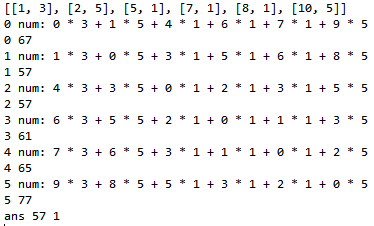 [[1, 3], [2, 5], [5, 1], [7, 1], [8, 1], [10, 5]]
0 num: 0 * 3 + 1 * 5 + 4 * 1 + 6 * 1 + 7 * 1 + 9 * 5
0 67
1 num: 1 * 3 + 0 * 5 + 3 * 1 + 5 * 1 + 6 * 1 + 8 * 5
1 57
2 num: 4 * 3 + 3 * 5 + 0 * 1 + 2 * 1 + 3 * 1 + 5 * 5
2 57
3 num: 6 * 3 + 5 * 5 + 2 * 1 + 0 * 1 + 1 * 1 + 3 * 5
3 61
4 num: 7 * 3 + 6 * 5 + 3 * 1 + 1 * 1 + 0 * 1 + 2 * 5
4 65
5 num: 9 * 3 + 8 * 5 + 5 * 1 + 3 * 1 + 2 * 1 + 0 * 5
5 77
ans 57 1